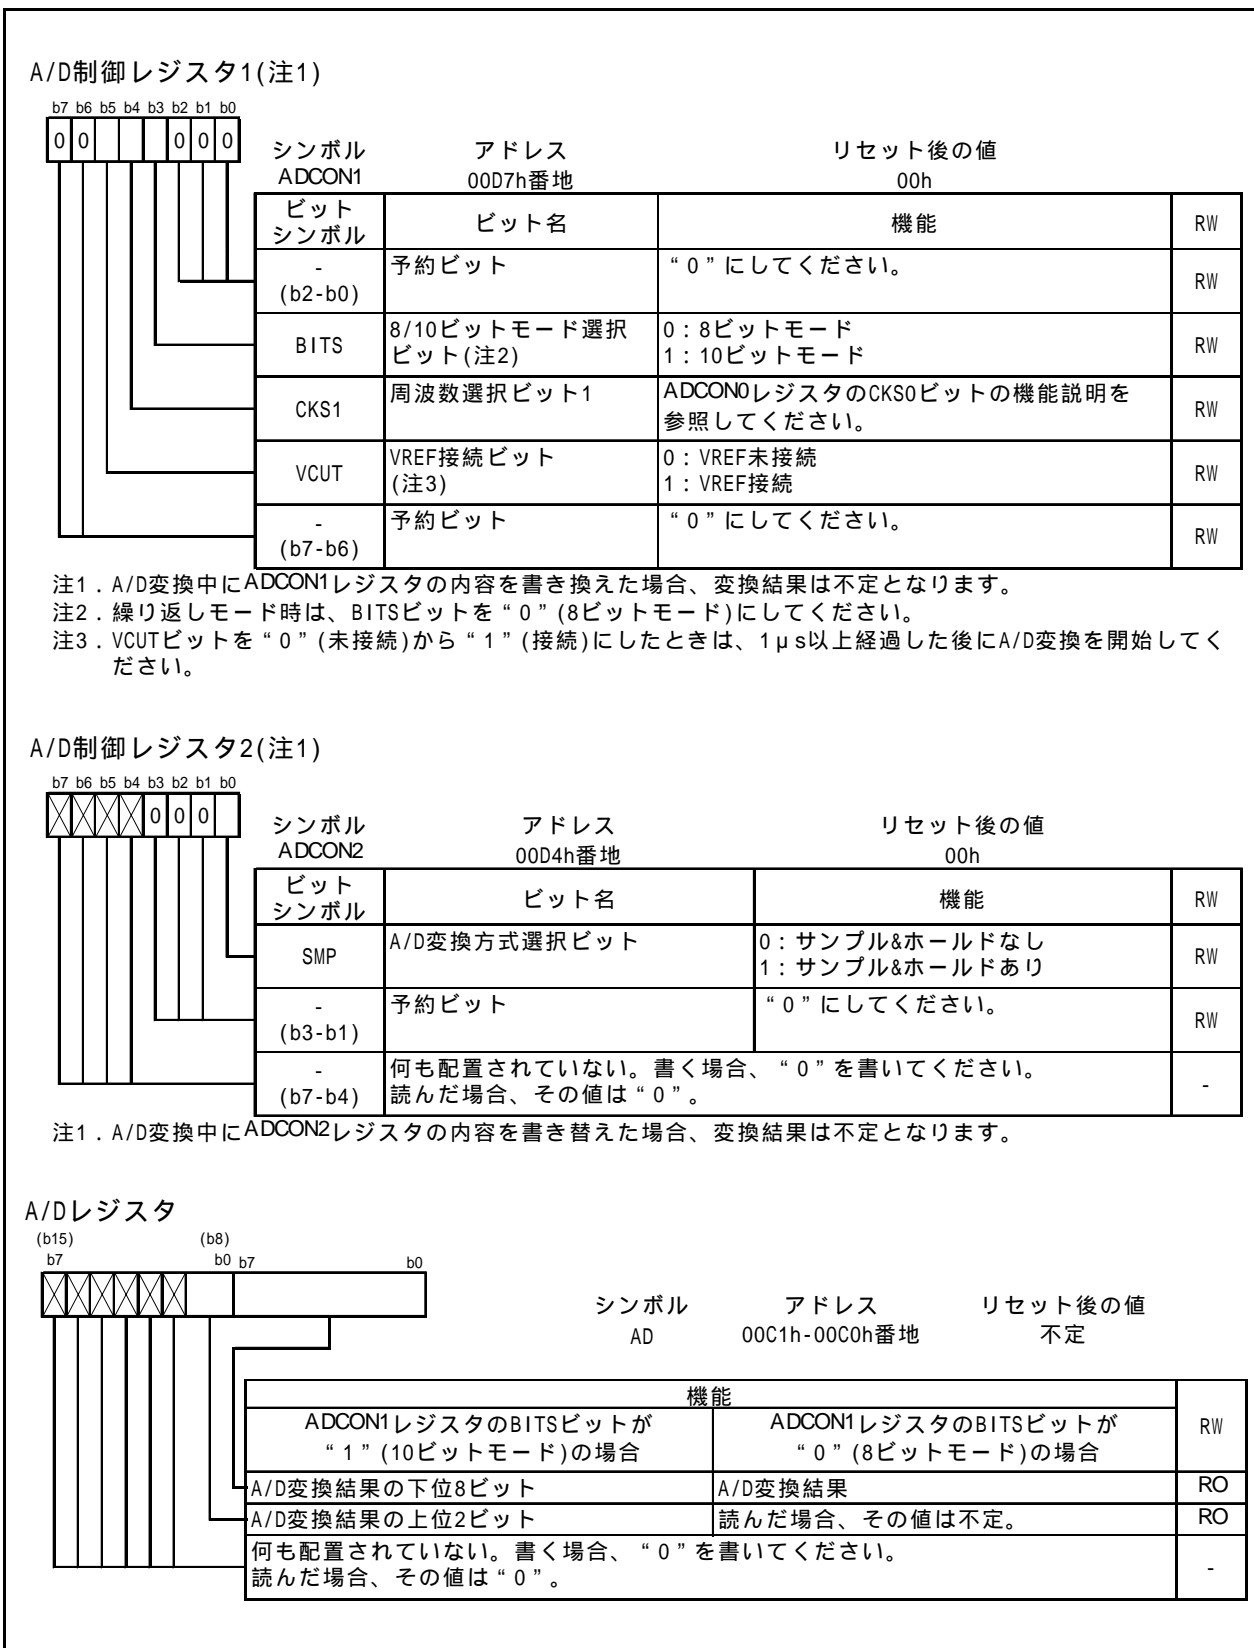 A/D制御レジスタ1(注1)
b7 b6 b5 b4 b3 b2 b1 b0
0 0 0 0 0
シンボル アドレス リセット後の値
ADCON1 00D7h番地 00h
ビット
シンボル ビット名 機能 RW
-
(b2-b0) 予約ビット “0”にしてください。 RW
BITS 8/10ビットモード選択
ビット(注2) 0:8ビットモード
1:10ビットモード RW
CKS1 周波数選択ビット1 ADCON0レジスタのCKS0ビットの機能説明を
参照してください。 RW
VCUT VREF接続ビット
(注3) 0:VREF未接続
1:VREF接続 RW
-
(b7-b6) 予約ビット “0”にしてください。 RW
注1.A/D変換中にADCON1レジスタの内容を書き換えた場合、変換結果は不定となります。
注2.繰り返しモード時は、BITSビットを“0”(8ビットモード)にしてください。
注3.VCUTビットを“0”(未接続)から“1”(接続)にしたときは、1μs以上経過した後にA/D変換を開始してく
ださい。
A/D制御レジスタ2(注1)
b7 b6 b5 b4 b3 b2 b1 b0
0 0 0
シンボル アドレス リセット後の値
ADCON2 00D4h番地 00h
ビット
シンボル ビット名 機能 RW
SMP A/D変換方式選択ビット 0:サンプル&ホールドなし
1:サンプル&ホールドあり RW
-
(b3-b1) 予約ビット “0”にしてください。 RW
-
(b7-b4) 何も配置されていない。書く場合、“0”を書いてください。
読んだ場合、その値は“0”。 -
注1.A/D変換中にADCON2レジスタの内容を書き替えた場合、変換結果は不定となります。
A/Dレジスタ
(b15) (b8)
b7 b0 b7 b0
シンボル アドレス リセット後の値
AD 00C1h-00C0h番地 不定
機能 RW
ADCON1レジスタのBITSビットが
“1”(10ビットモード)の場合 ADCON1レジスタのBITSビットが
“0”(8ビットモード)の場合
A/D変換結果の下位8ビット A/D変換結果 RO
A/D変換結果の上位2ビット 読んだ場合、その値は不定。 RO
何も配置されていない。書く場合、“0”を書いてください。
読んだ場合、その値は“0”。 -